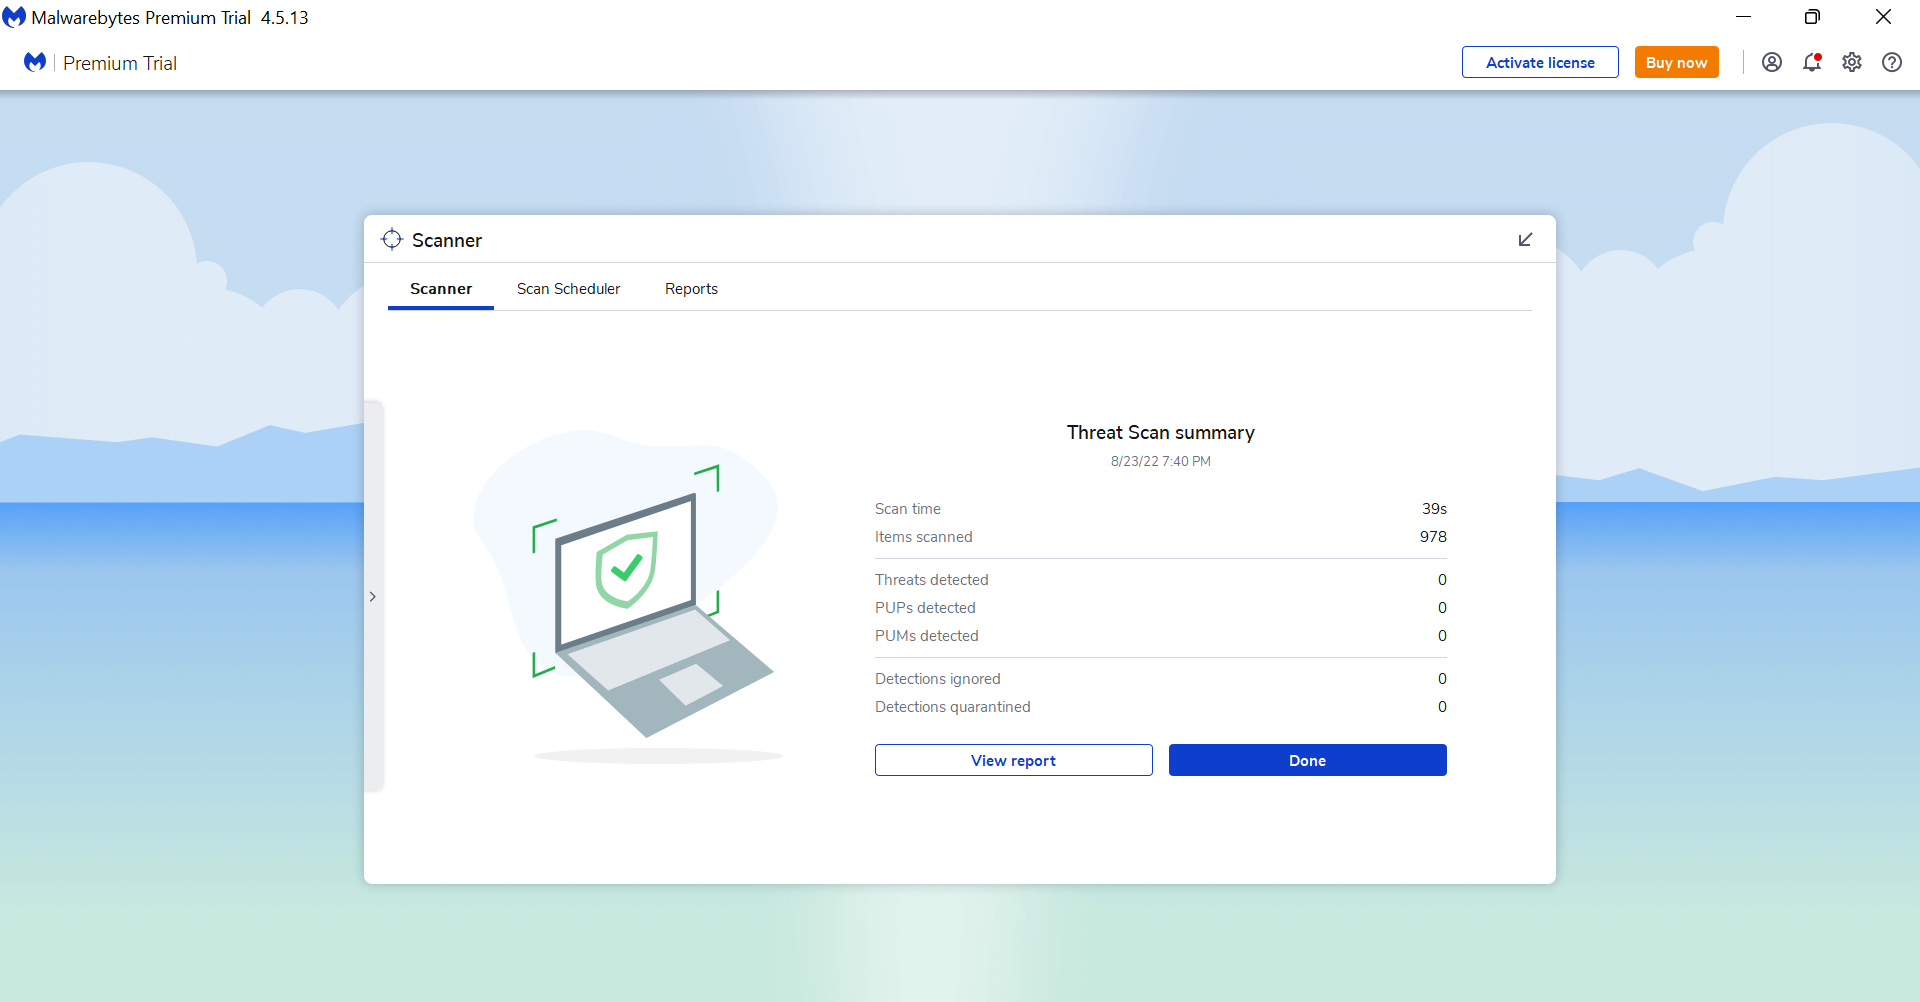 Malwarebytes Premium Trial 4.5.13
Premium Trial
Activate license
Buy now
Scanner
Scanner
Scan Scheduler
Reports
Threat Scan summary
8/23/22 7:40 PM
Scan time 39s
Items scanned 978
Threats detected 0
PUPs detected 0
PUMs detected 0
Detections ignored 0
Detections quarantined 0
View report
Done